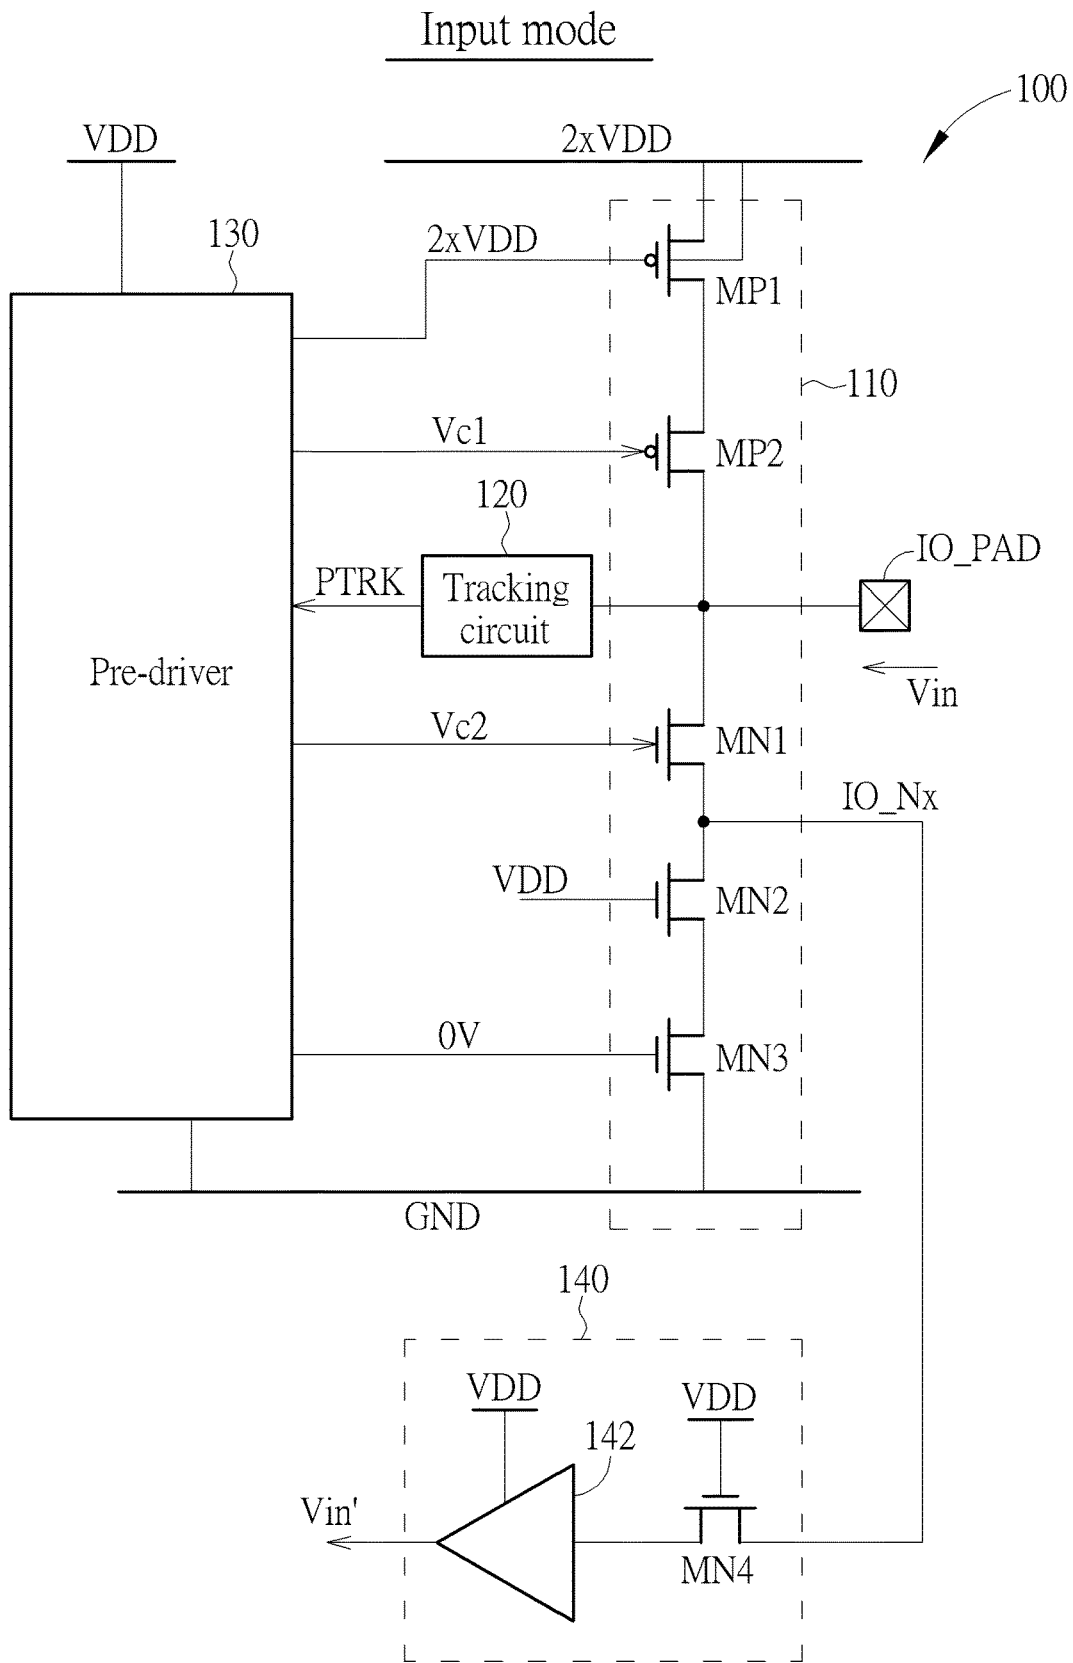 Input mode
100
VDD
2xVDD
130
2xVDD
MP1
110
Vc1
MP2
120
IO_PAD
PTRK
Tracking
circuit
Pre-driver
Vin
Vc2
MN1
IO_Nx
VDD
MN2
0V
MN3
GND
140
VDD
VDD
142
Vin'
MN4